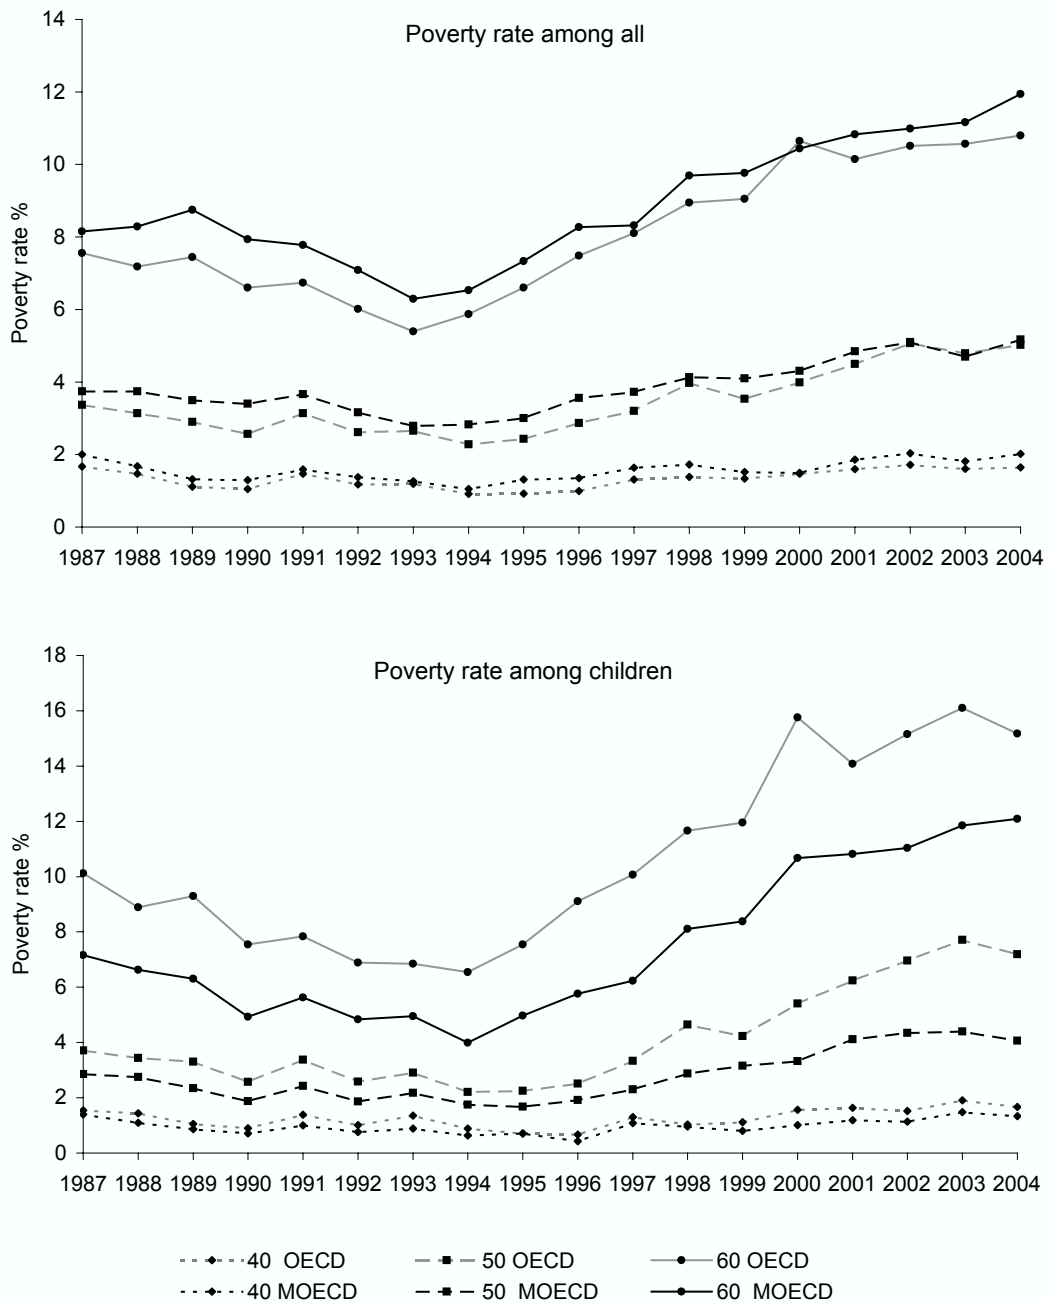 Poverty rate among all
Poverty rate %
14
12
10
8
6
4
2
0
1987 1988 1989 1990 1991 1992 1993 1994 1995 1996 1997 1998 1999 2000 2001 2002 2003 2004
Poverty rate among children
Poverty rate %
18
16
14
12
10
8
6
4
2
0
1987 1988 1989 1990 1991 1992 1993 1994 1995 1996 1997 1998 1999 2000 2001 2002 2003 2004
40 OECD 50 OECD 60 OECD
40 MOECD 50 MOECD 60 MOECD